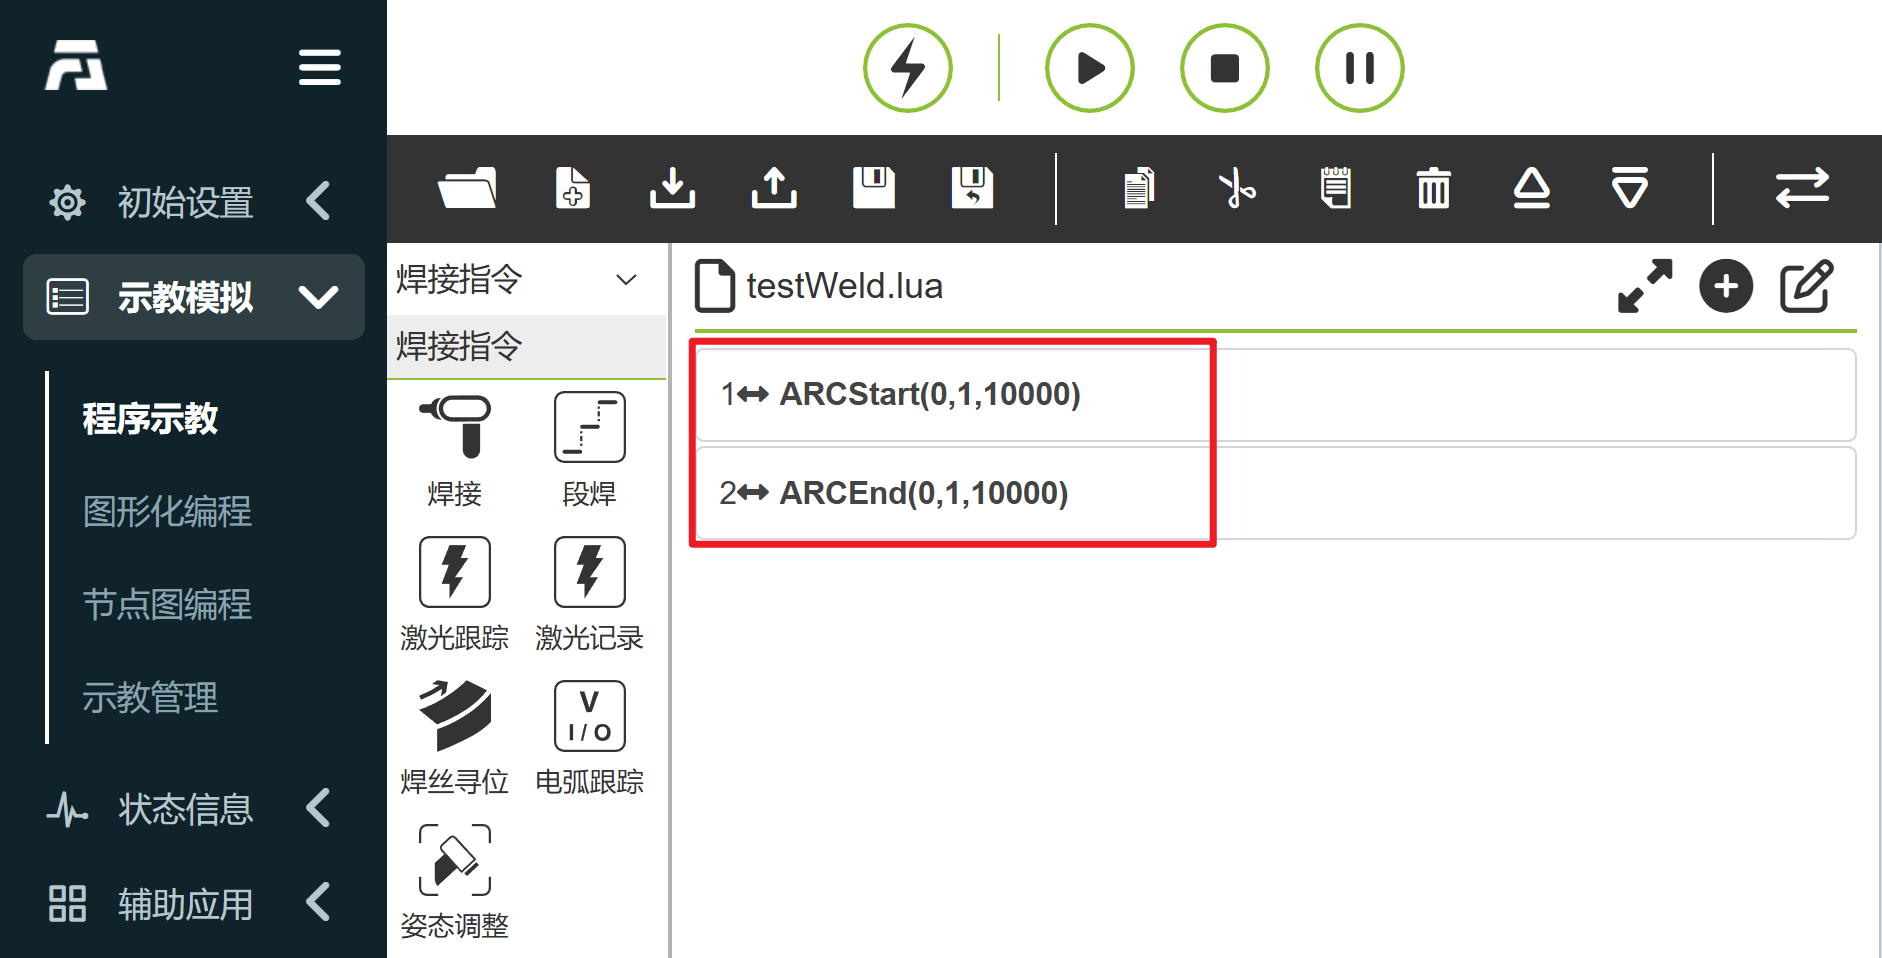 初始设置
示教模拟
程序示教
图形化编程
节点图编程
示教管理
状态信息
辅助应用
焊接指令
焊接指令
焊接
段焊
激光跟踪
激光记录
焊丝寻位
V
I / O
电弧跟踪
姿态调整
testWeld.lua
1 ARCStart(0,1,10000)
2 ARCEnd(0,1,10000)